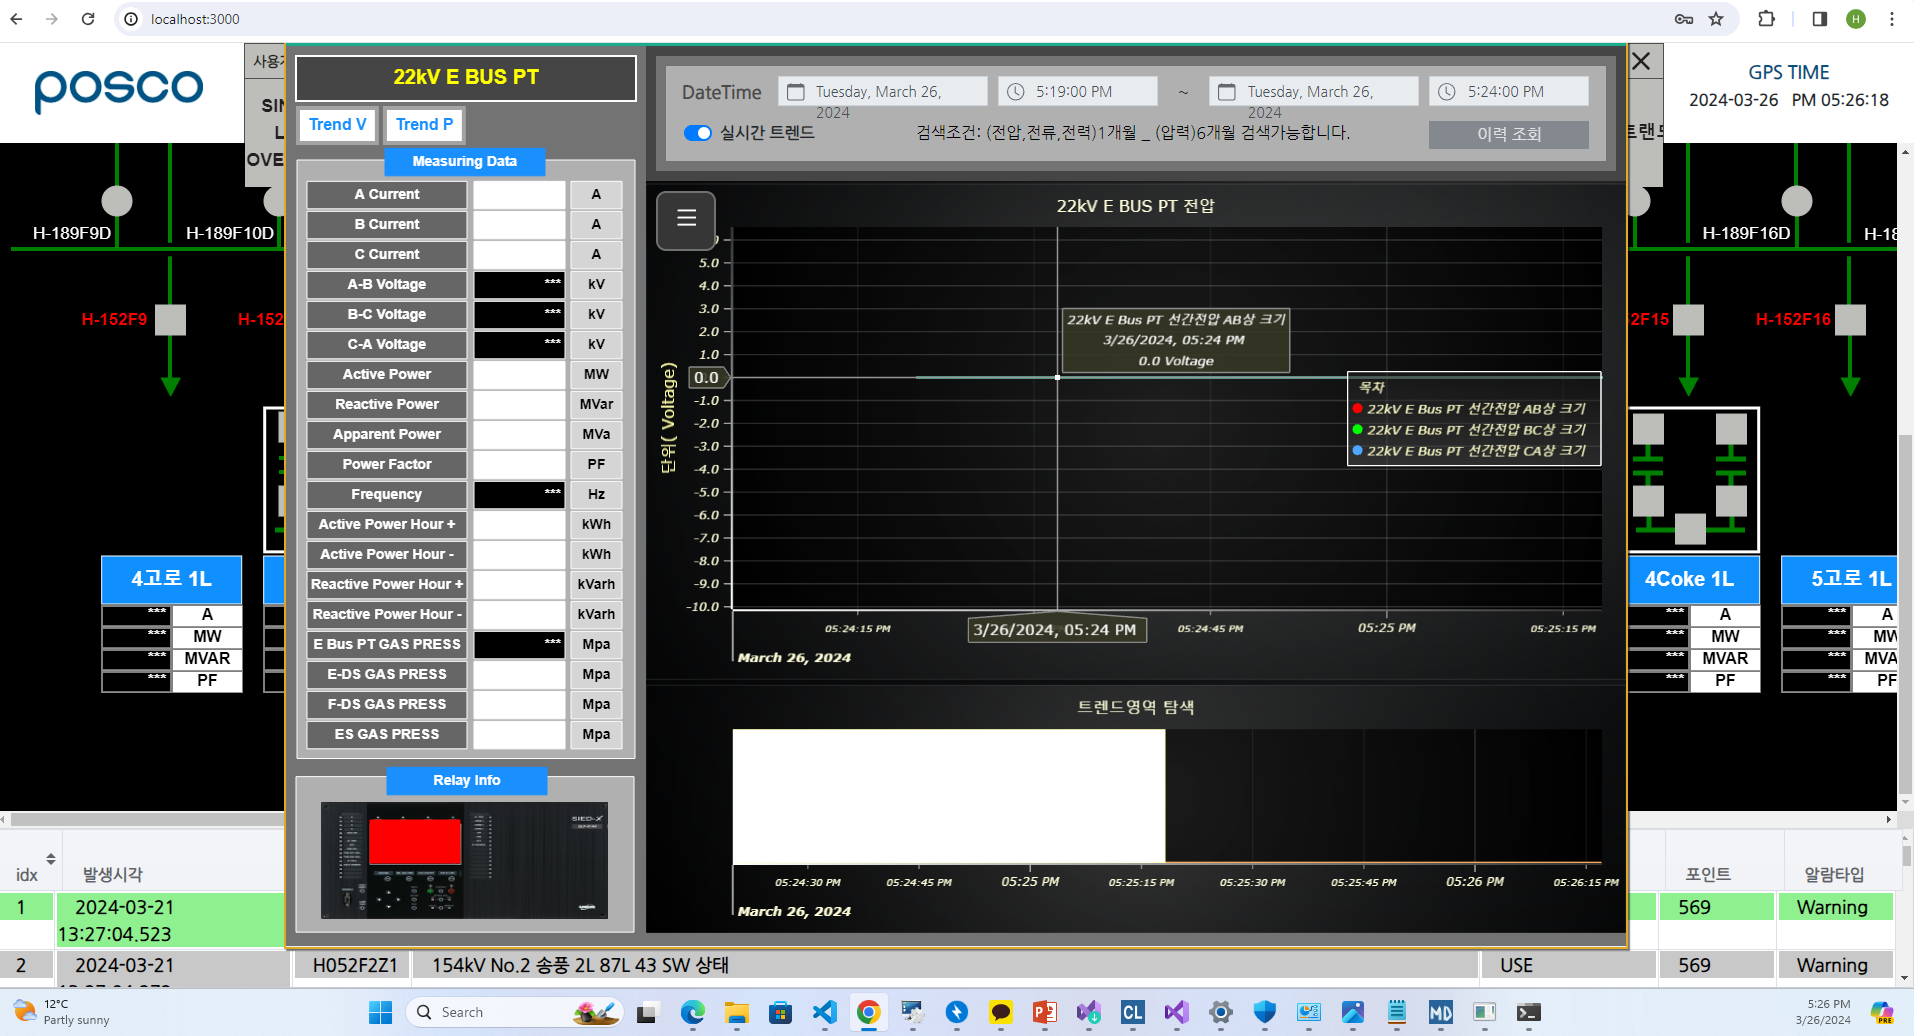 localhost:3000
H
posco
사용
SIN
L
OVE
22kV E BUS PT
Trend V
Trend P
Measuring Data
A Current A
B Current A
C Current A
A-B Voltage *** kV
B-C Voltage *** kV
C-A Voltage *** kV
Active Power MW
Reactive Power MVar
Apparent Power MVa
Power Factor PF
Frequency *** Hz
Active Power Hour + kWh
Active Power Hour - kWh
Reactive Power Hour + kVarh
Reactive Power Hour - kVarh
E Bus PT GAS PRESS *** Mpa
E-DS GAS PRESS Mpa
F-DS GAS PRESS Mpa
ES GAS PRESS Mpa
Relay Info
SIED-X
DateTime
Tuesday, March 26, 2024
5:19:00 PM
~
Tuesday, March 26, 2024
5:24:00 PM
실시간 트렌드
검색조건: (전압,전류,전력)1개월 _ (압력)6개월 검색가능합니다.
이력 조회
22kV E BUS PT 전압
단위( Voltage)
5.0
4.0
3.0
2.0
1.0
0.0
-1.0
-2.0
-3.0
-4.0
-5.0
-6.0
-7.0
-8.0
-9.0
-10.0
22kV E Bus PT 선간전압 AB상 크기
3/26/2024, 05:24 PM
0.0 Voltage
목차
22kV E Bus PT 선간전압 AB상 크기
22kV E Bus PT 선간전압 BC상 크기
22kV E Bus PT 선간전압 CA상 크기
05:24:15 PM
3/26/2024, 05:24 PM
05:24:45 PM
05:25 PM
05:25:15 PM
March 26, 2024
트렌드영역 탐색
05:24:30 PM
05:24:45 PM
05:25 PM
05:25:15 PM
05:25:30 PM
05:25:45 PM
05:26 PM
05:26:15 PM
March 26, 2024
GPS TIME
2024-03-26 PM 05:26:18
트랜드
H-189F9D
H-189F10D
H-189F16D
H-18
H-152F9
H-152
2F15
H-152F16
4고로 1L
*** A
*** MW
*** MVAR
*** PF
4Coke 1L
*** A
*** MW
*** MVAR
*** PF
5고로 1L
*** A
*** MW
*** MVA
*** PF
idx
발생시각
포인트
알람타입
1
2024-03-21
13:27:04.523
569
Warning
2
2024-03-21
H052F2Z1
154kV No.2 송풍 2L 87L 43 SW 상태
USE
569
Warning
12°C
Partly sunny
Search
CL
MD
PRE
5:26 PM
3/26/2024